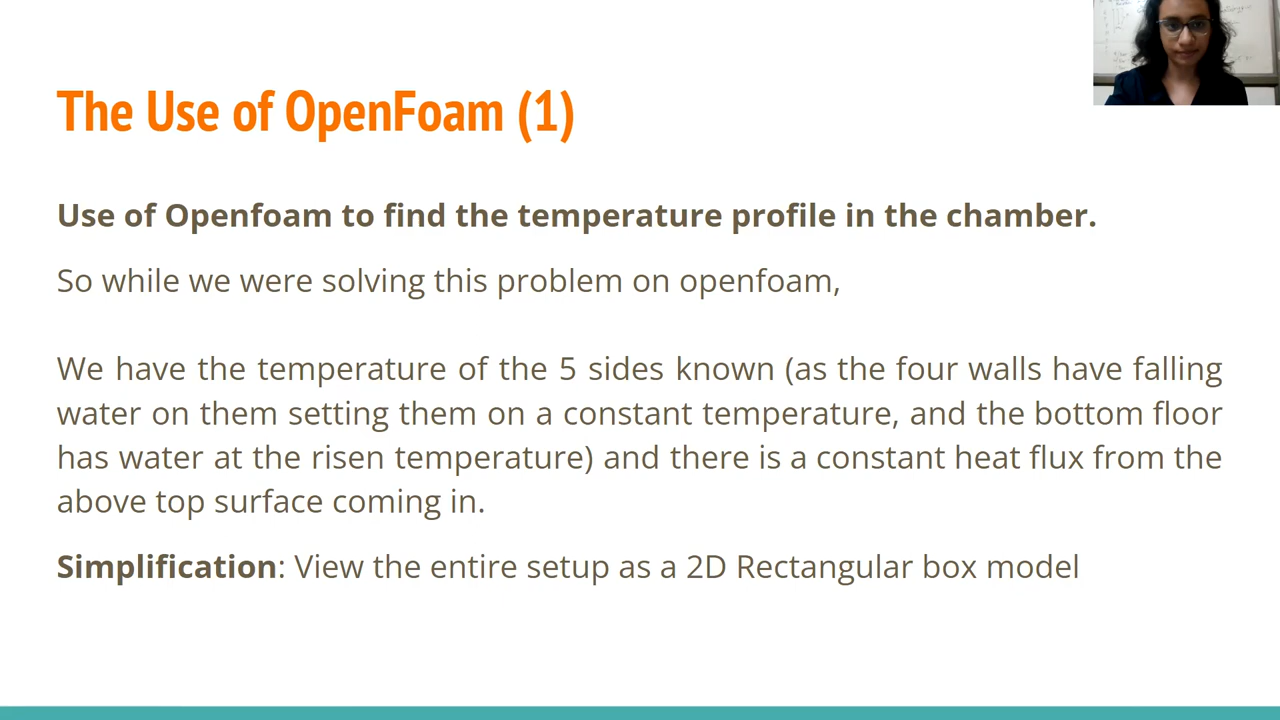 The Use of OpenFoam (1)
Use of Openfoam to find the temperature profile in the chamber.
So while we were solving this problem on openfoam,
We have the temperature of the 5 sides known (as the four walls have falling
water on them setting them on a constant temperature, and the bottom floor
has water at the risen temperature) and there is a constant heat flux from the
above top surface coming in.
Simplification: View the entire setup as a 2D Rectangular box model